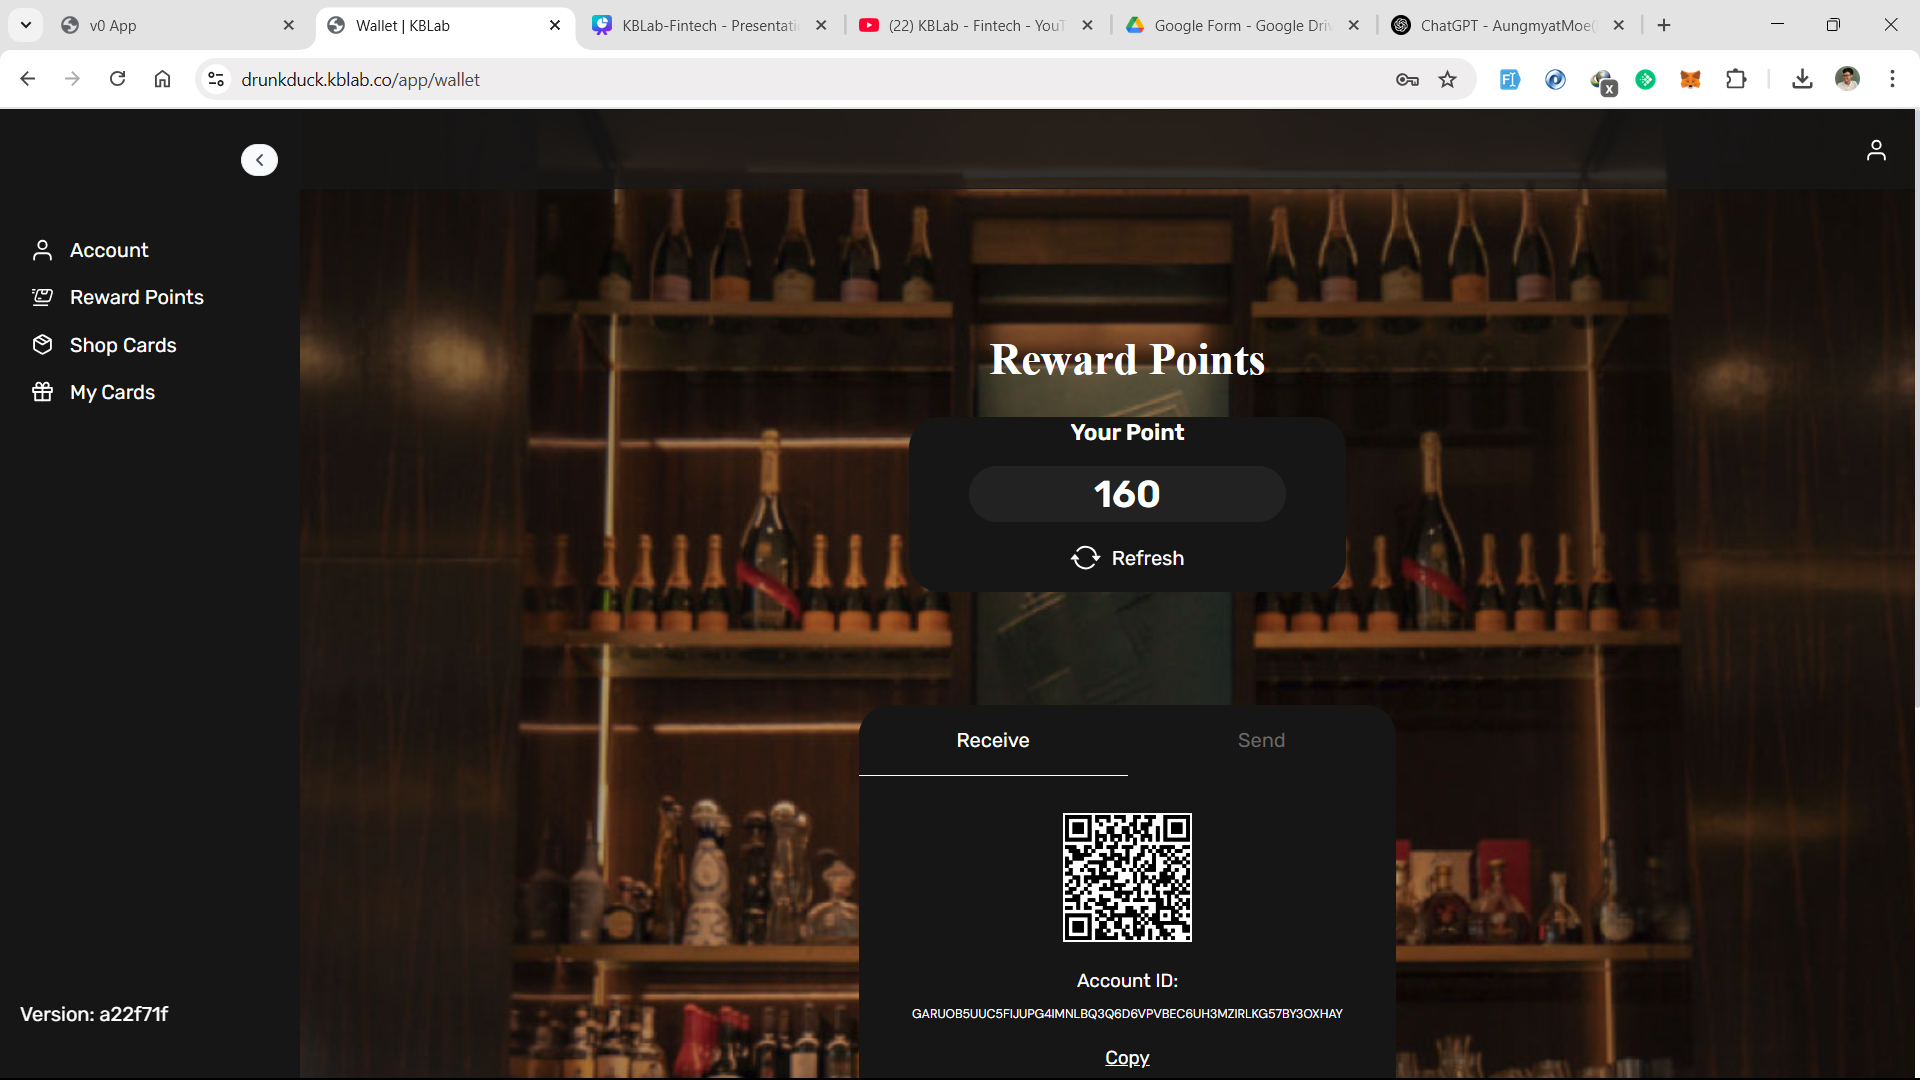 v0 App
Wallet | KBLab
KBLab-Fintech - Presentati
(22) KBLab - Fintech - YouT
Google Form - Google Driv
ChatGPT - AungmyatMoe(
drunkduck.kblab.co/app/wallet
Account
Reward Points
Shop Cards
My Cards
Reward Points
Your Point
160
Refresh
Receive
Send
Account ID:
GARUOB5UUC5FIJUPG4IMNLBQ3Q6D6VPVBEC6UH3MZIRLKG57BY3OXHAY
Copy
Version: a22f71f